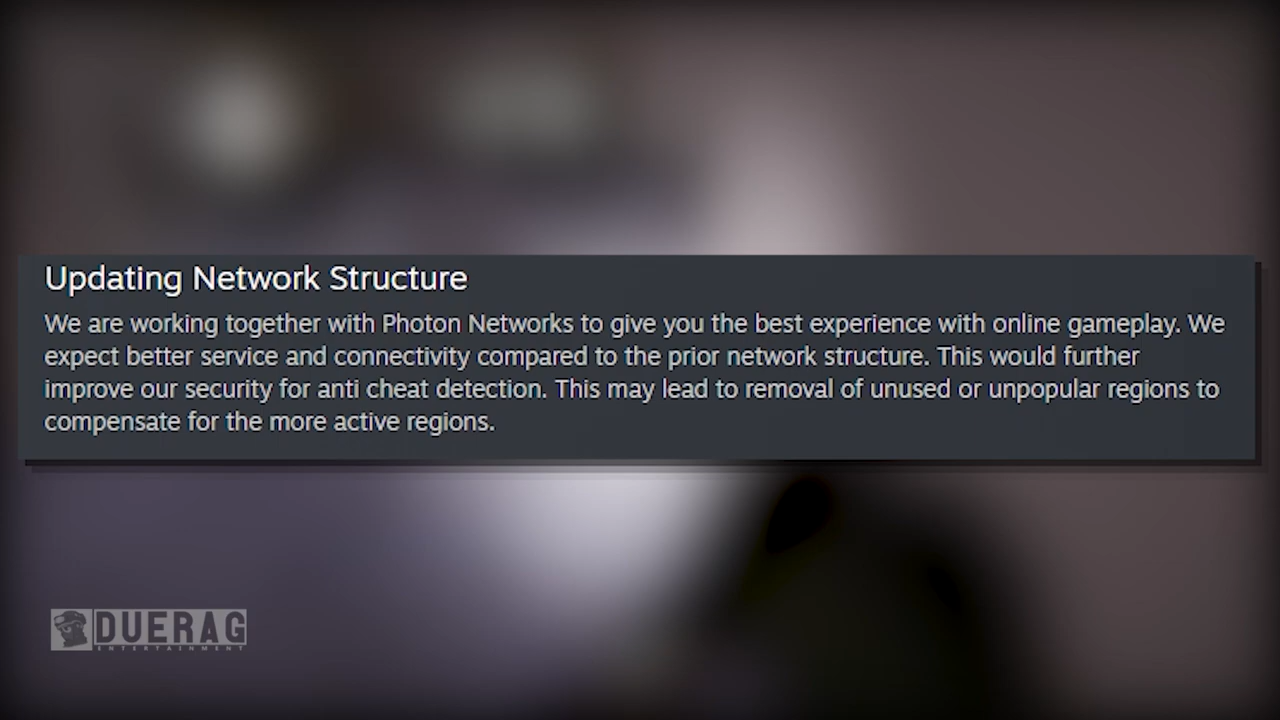 Updating Network Structure
We are working together with Photon Networks to give you the best experience with online gameplay. We
expect better service and connectivity compared to the prior network structure. This would further
improve our security for anti cheat detection. This may lead to removal of unused or unpopular regions to
compensate for the more active regions.
DUERAG
ENTERTAINMENT